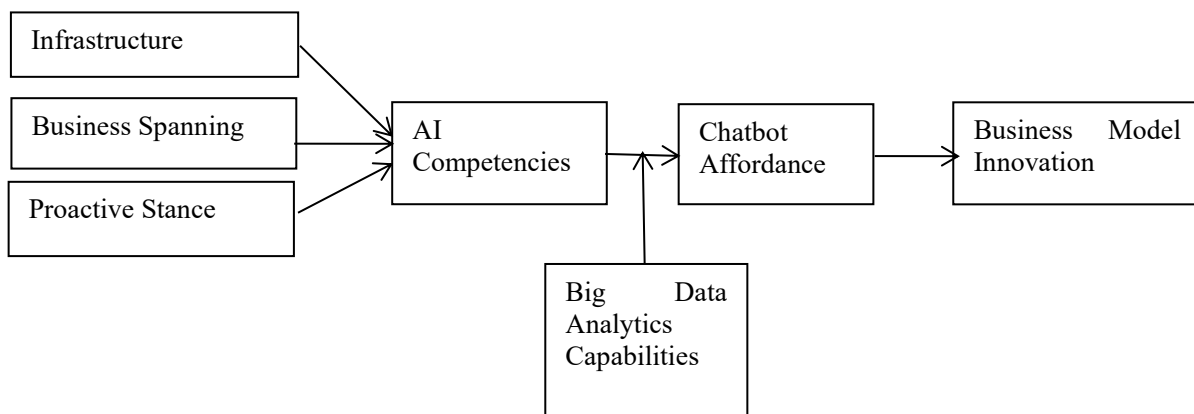 Infrastructure
Business Spanning
Proactive Stance
AI
Competencies
Chatbot
Affordance
Business Model
Innovation
Big Data
Analytics
Capabilities